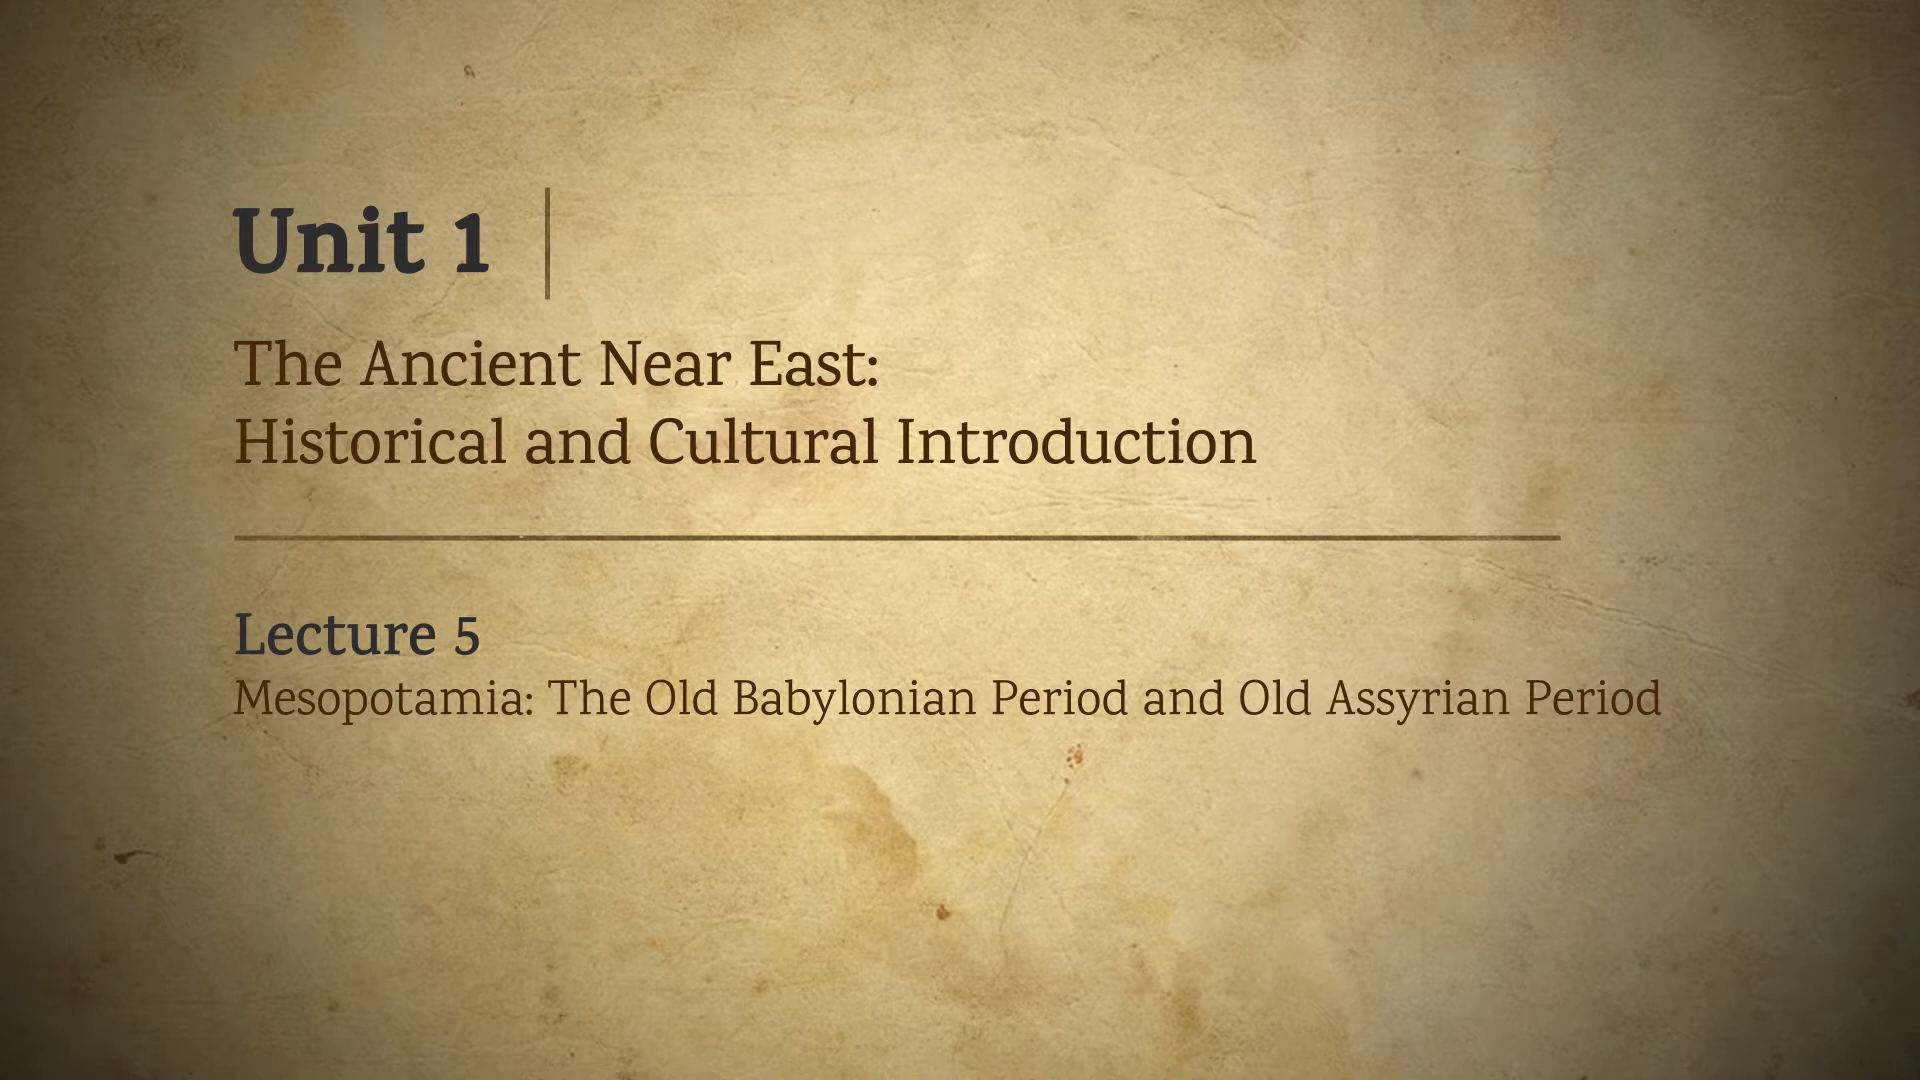 Unit 1
The Ancient Near East:
Historical and Cultural Introduction
Lecture 5
Mesopotamia: The Old Babylonian Period and Old Assyrian Period